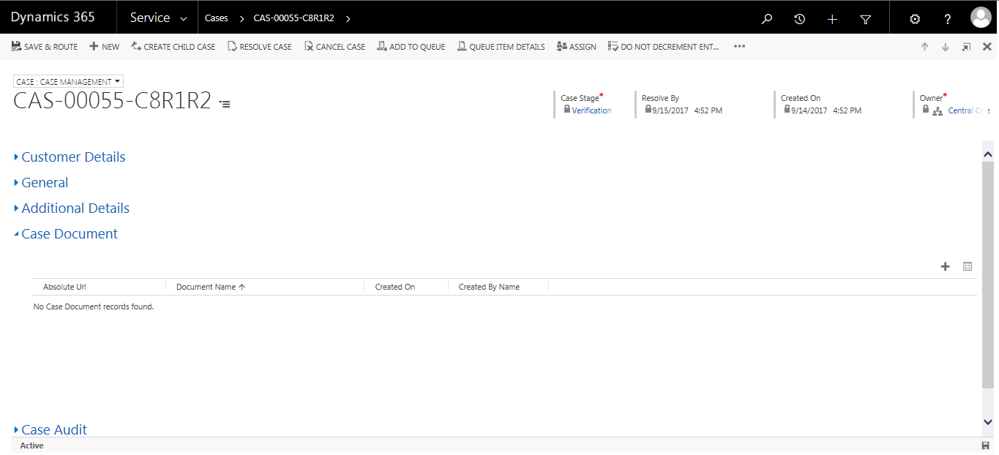 Dynamics 365 Service Cases CAS-00055-C8R1R2
SAVE & ROUTE NEW CREATE CHILD CASE RESOLVE CASE CANCEL CASE ADD TO QUEUE QUEUE ITEM DETAILS ASSIGN DO NOT DECREMENT ENT...
CASE : CASE MANAGEMENT
CAS-00055-C8R1R2
Case Stage* Resolve By Created On Owner*
Verification 9/15/2017 4:52 PM 9/14/2017 4:52 PM Central
Customer Details
General
Additional Details
Case Document
Absolute Url Document Name Created On Created By Name
No Case Document records found.
Case Audit
Active